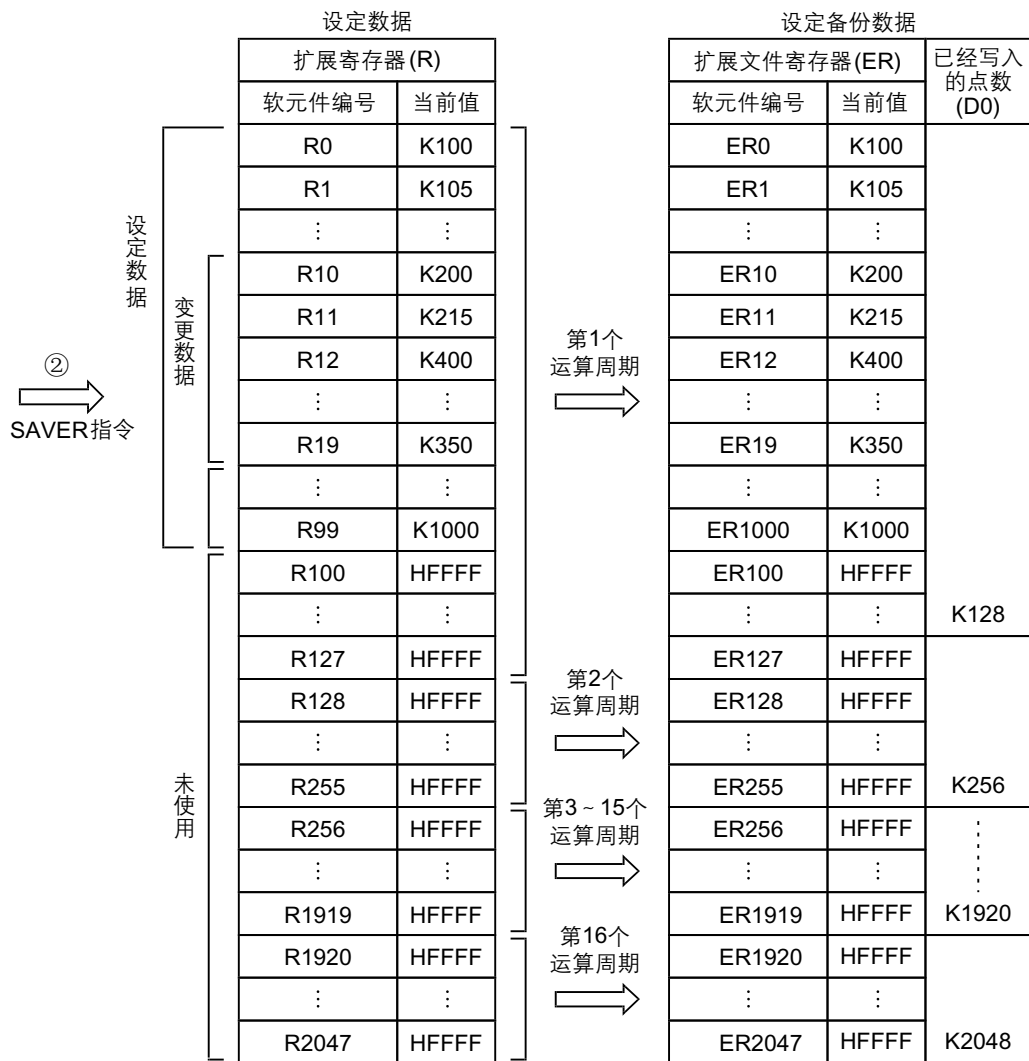 设定数据
设定备份数据
扩展寄存器(R)
扩展文件寄存器(ER)
已经写入
的点数
(D0)
软元件编号 当前值
软元件编号 当前值
R0 K100
ER0 K100
R1 K105
ER1 K105
⋮ ⋮
⋮ ⋮
设定数据
R10 K200
ER10 K200
变更数据
R11 K215
ER11 K215
第1个
运算周期
R12 K400
ER12 K400
②
SAVER指令
⋮ ⋮
⋮ ⋮
R19 K350
ER19 K350
⋮ ⋮
⋮ ⋮
R99 K1000
ER1000 K1000
R100 HFFFF
ER100 HFFFF
⋮ ⋮
⋮ ⋮
K128
R127 HFFFF
ER127 HFFFF
第2个
运算周期
R128 HFFFF
ER128 HFFFF
⋮ ⋮
⋮ ⋮
未使用
R255 HFFFF
ER255 HFFFF
K256
第3~15个
运算周期
R256 HFFFF
ER256 HFFFF
⋮ ⋮
⋮ ⋮
R1919 HFFFF
ER1919 HFFFF
K1920
第16个
运算周期
R1920 HFFFF
ER1920 HFFFF
⋮ ⋮
⋮ ⋮
R2047 HFFFF
ER2047 HFFFF
K2048